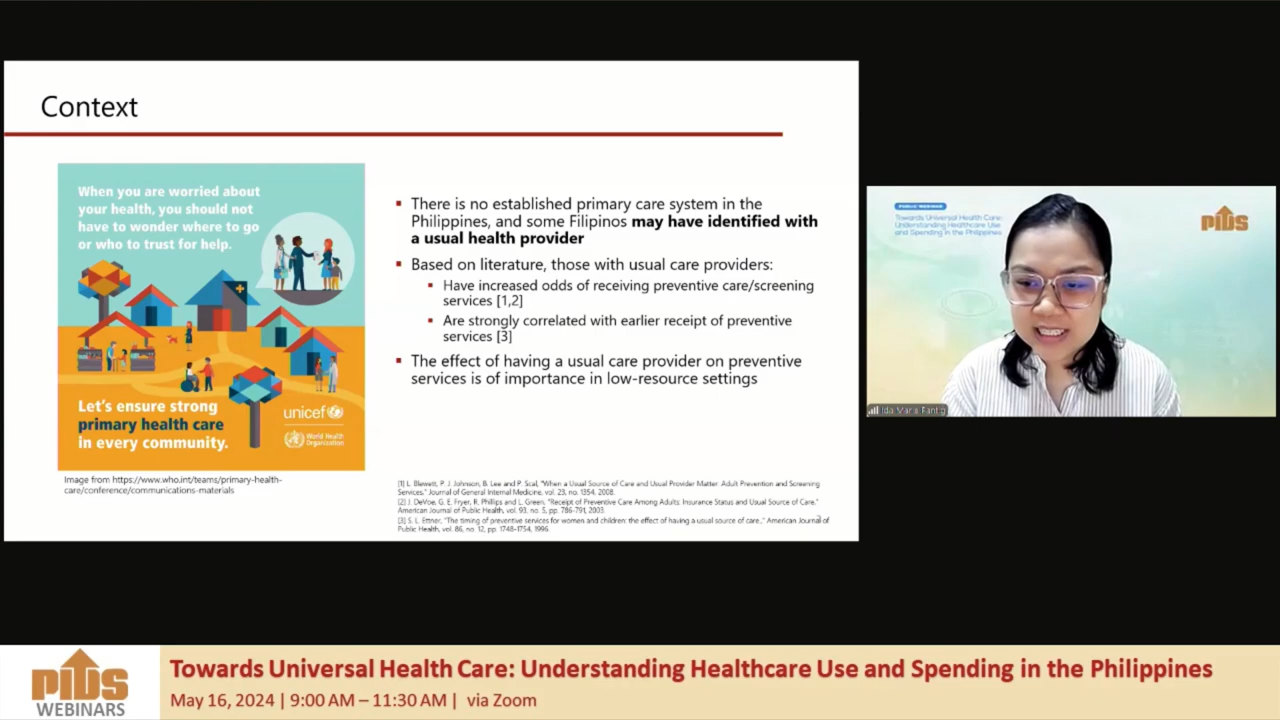 Context
When you are worried about
your health, you should not
have to wonder where to go
or who to trust for help.
Let's ensure strong
primary health care
in every community.
unicef
World Health
Organization
Image from https://www.who.int/teams/primary-health-
care/conference/communications-materials
There is no established primary care system in the
Philippines, and some Filipinos may have identified with
a usual health provider
Based on literature, those with usual care providers:
Have increased odds of receiving preventive care/screening
services [1,2]
Are strongly correlated with earlier receipt of preventive
services [3]
The effect of having a usual care provider on preventive
services is of importance in low-resource settings
[1] L. Blewett, P. J. Johnson, B. Lee and P. Scal, "When a Usual Source of Care and Usual Provider Matter: Adult Prevention and Screening
Services," Journal of General Internal Medicine, vol. 23, no. 1354, 2008.
[2] J. DeVoe, G. E. Fryer, R. Phillips and L. Green, "Receipt of Preventive Care Among Adults: Insurance Status and Usual Source of Care,"
American Journal of Public Health, vol. 93, no. 5, pp. 786-791, 2003.
[3] S. L. Ettner, "The timing of preventive services for women and children: the effect of having a usual source of care.," American Journal of
Public Health, vol. 86, no. 12, pp. 1748-1754, 1996.
PUBLIC WEBINAR
Towards Universal Health Care:
Understanding Healthcare Use
and Spending in the Philippines
PIDS
Ida Marie Pantig
PIDS
WEBINARS
Towards Universal Health Care: Understanding Healthcare Use and Spending in the Philippines
May 16, 2024 | 9:00 AM – 11:30 AM | via Zoom